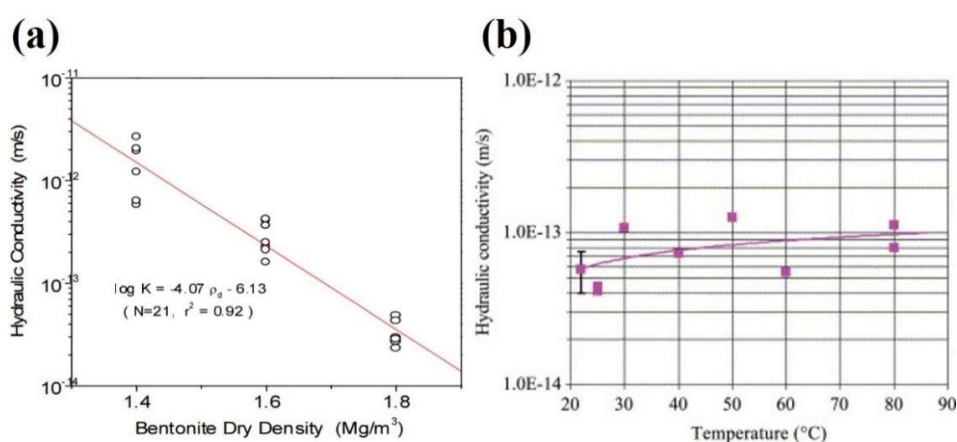 (a)
(b)
10^-11
10^-12
10^-13
10^-14
Hydraulic Conductivity (m/s)
log K = -4.07 ρd - 6.13
( N=21, r² = 0.92 )
1.4 1.6 1.8
Bentonite Dry Density (Mg/m³)
1.0E-12
1.0E-13
1.0E-14
Hydraulic conductivity (m/s)
20 30 40 50 60 70 80 90
Temperature (°C)